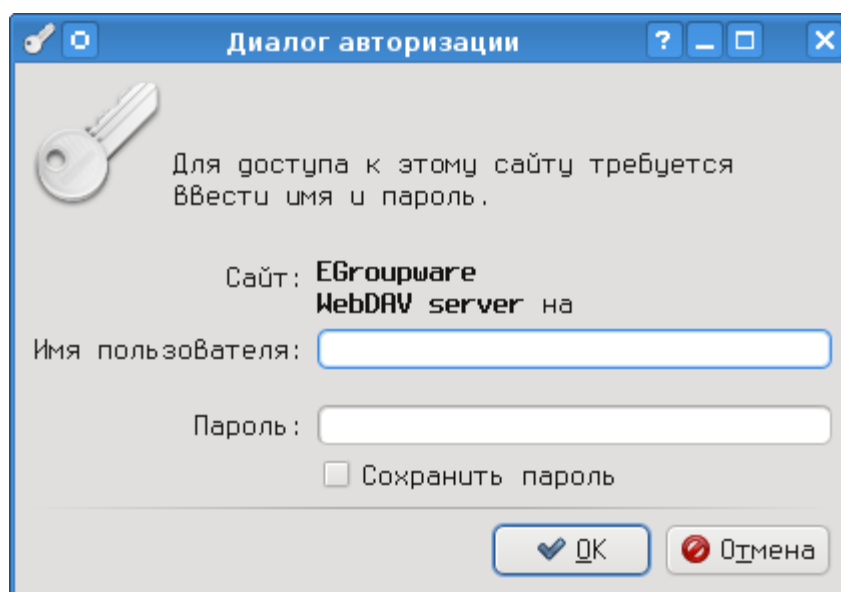 Диалог авторизации
Для доступа к этому сайту требуется
ввести имя и пароль.
Сайт: EGroupware
WebDAV server на
Имя пользователя:
Пароль:
Сохранить пароль
OK
Отмена